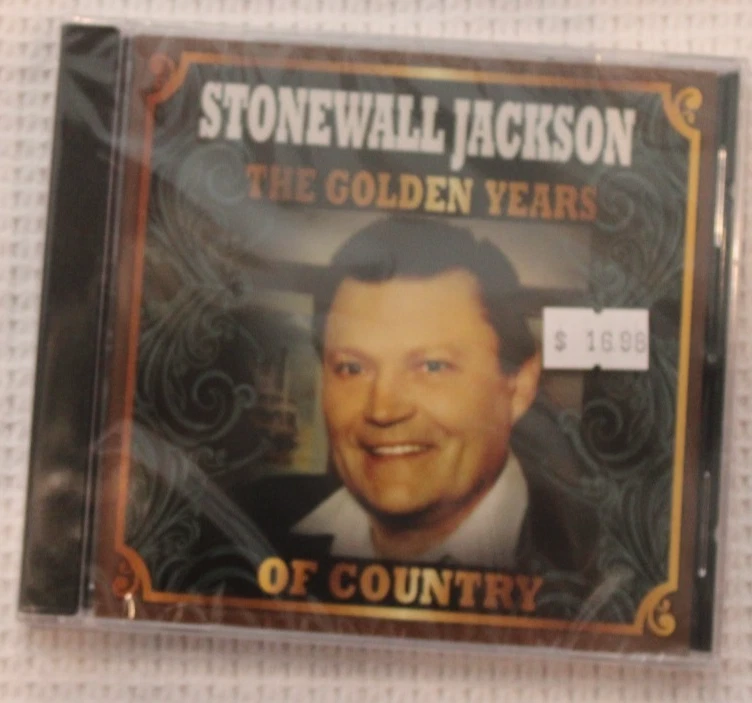 STONEWALL JACKSON
THE GOLDEN YEARS
$ 16.98
OF COUNTRY